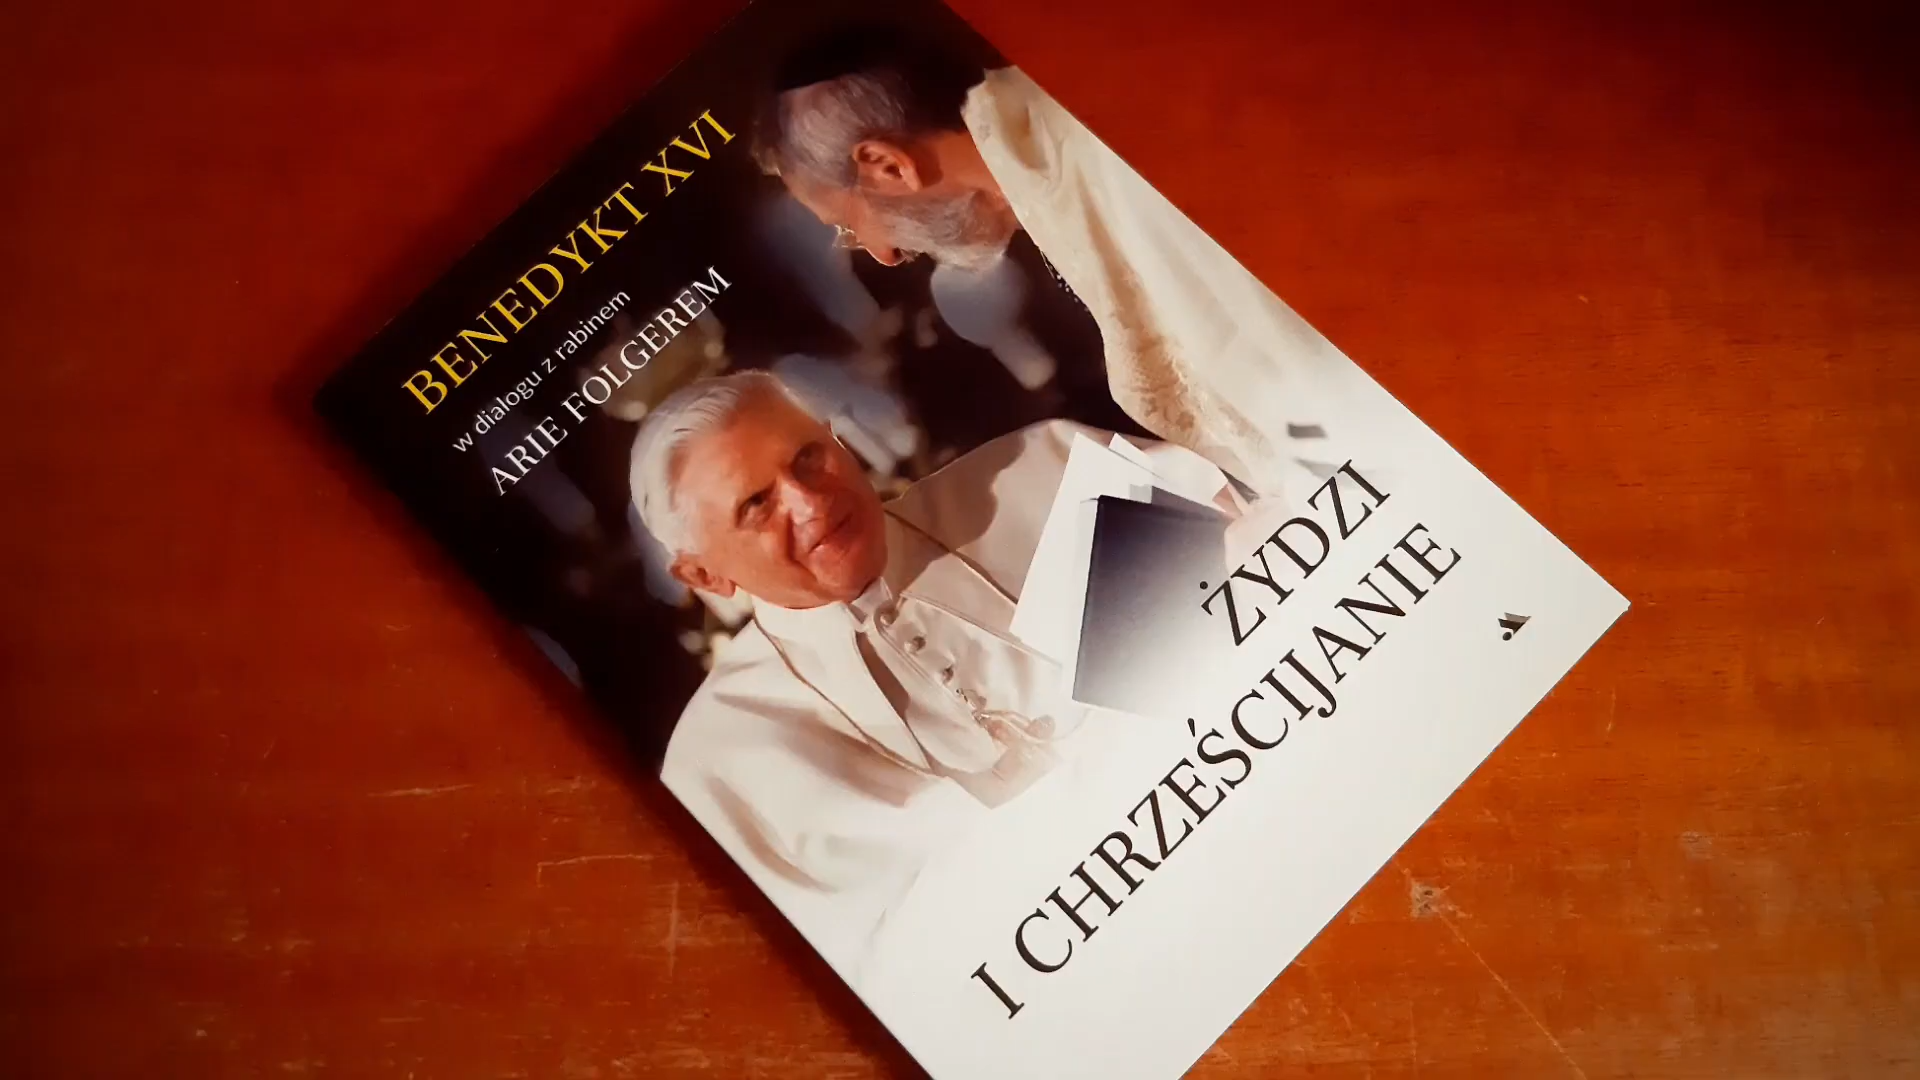 BENEDYKT XVI
w dialogu z rabinem
ARIE FOLGEREM
ŻYDZI
I CHRZEŚCIJANIE